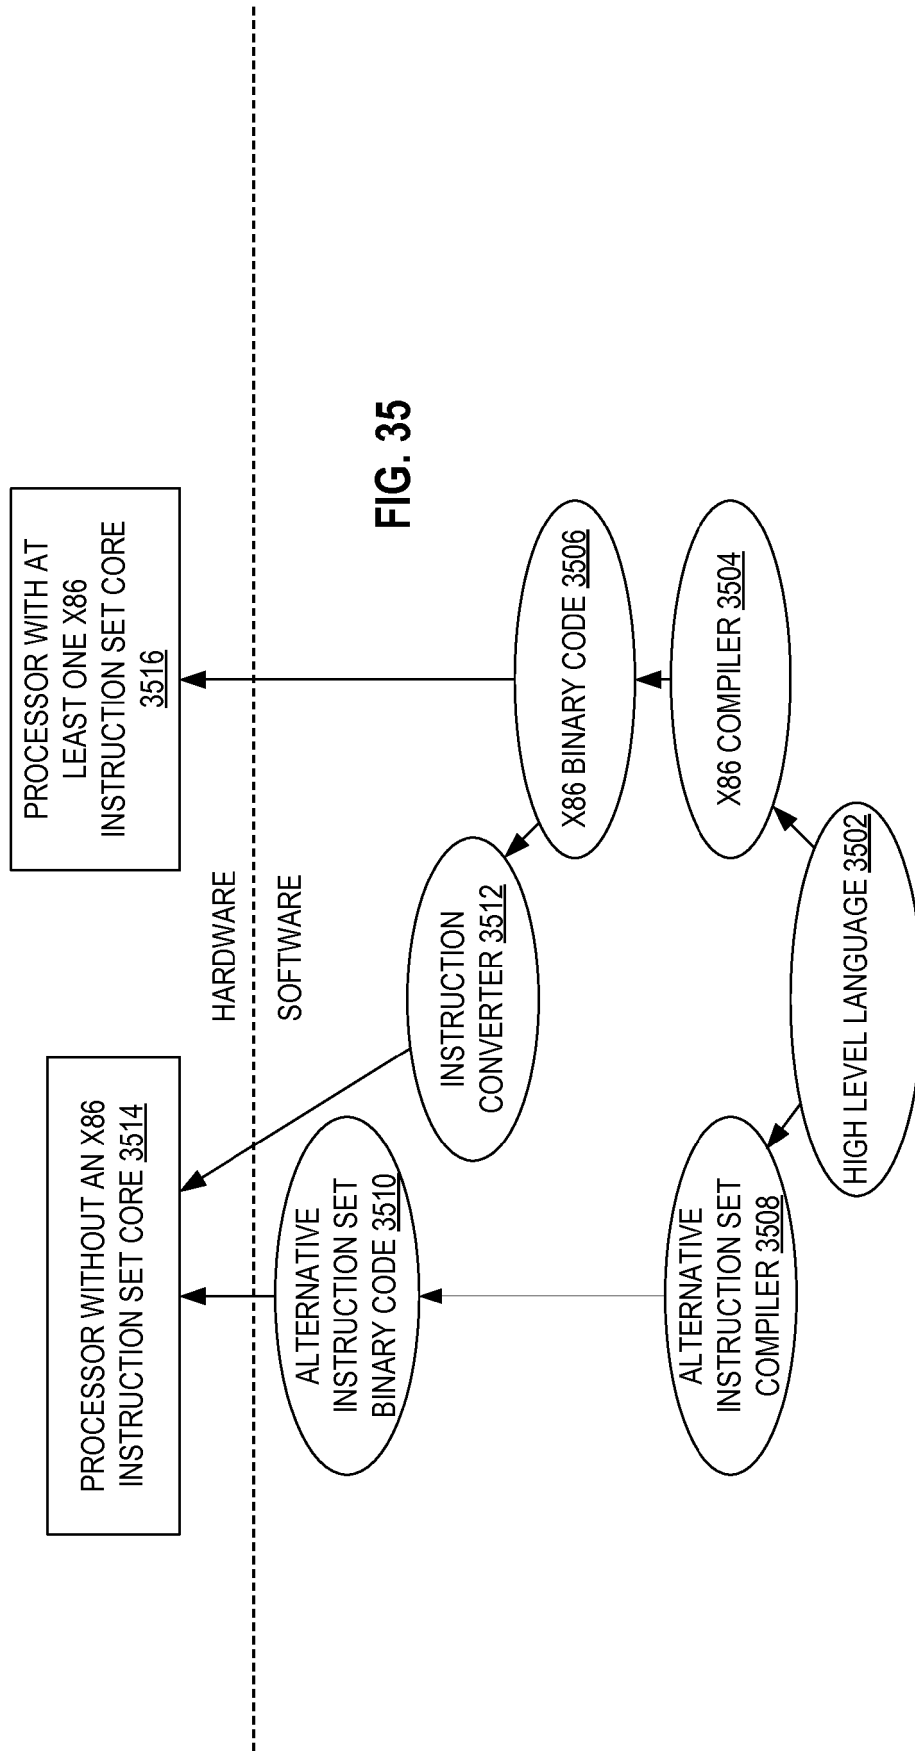 PROCESSOR WITHOUT AN X86
INSTRUCTION SET CORE 3514
PROCESSOR WITH AT
LEAST ONE X86
INSTRUCTION SET CORE
3516
HARDWARE
SOFTWARE
ALTERNATIVE
INSTRUCTION SET
BINARY CODE 3510
INSTRUCTION
CONVERTER 3512
FIG. 35
X86 BINARY CODE 3506
ALTERNATIVE
INSTRUCTION SET
COMPILER 3508
X86 COMPILER 3504
HIGH LEVEL LANGUAGE 3502